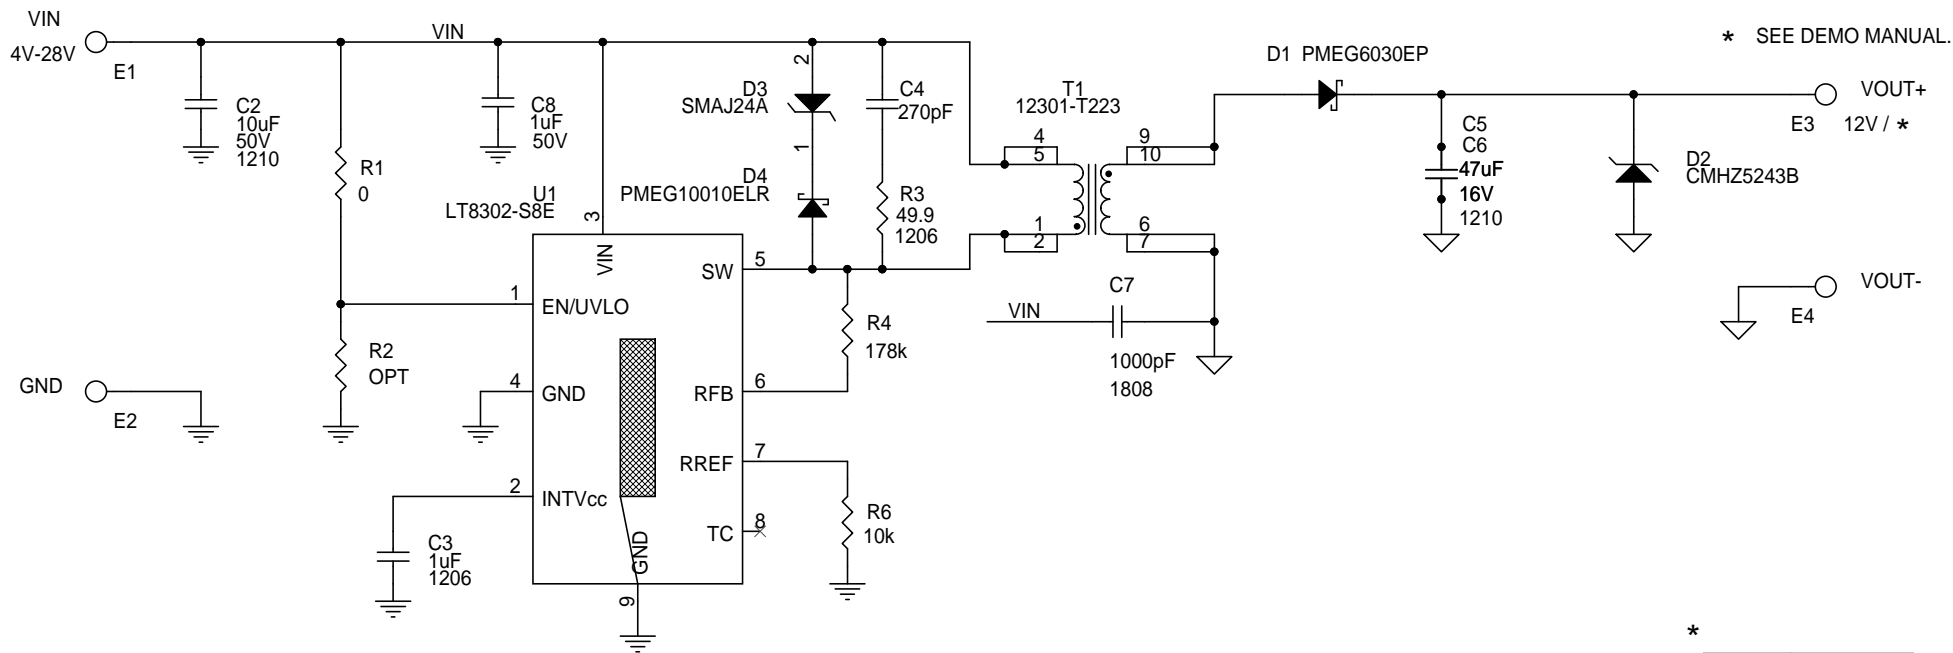 VIN
4V-28V
E1
VIN
* SEE DEMO MANUAL.
D1 PMEG6030EP
C2
10uF
50V
1210
C8
1uF
50V
2
D3
SMAJ24A
1
C4
270pF
T1
12301-T223
4
5
9
10
VOUT+
E3
12V / *
R1
0
U1
LT8302-S8E
3
D4
PMEG10010ELR
R3
49.9
1206
1
2
6
7
C5
C6
47uF
16V
1210
D2
CMHZ5243B
VIN
SW
5
1
EN/UVLO
C7
VIN
1000pF
1808
VOUT-
E4
R2
OPT
R4
178k
GND
E2
4
GND
RFB
6
RREF
7
2
INTVcc
TC
8
R6
10k
C3
1uF
1206
GND
9
*